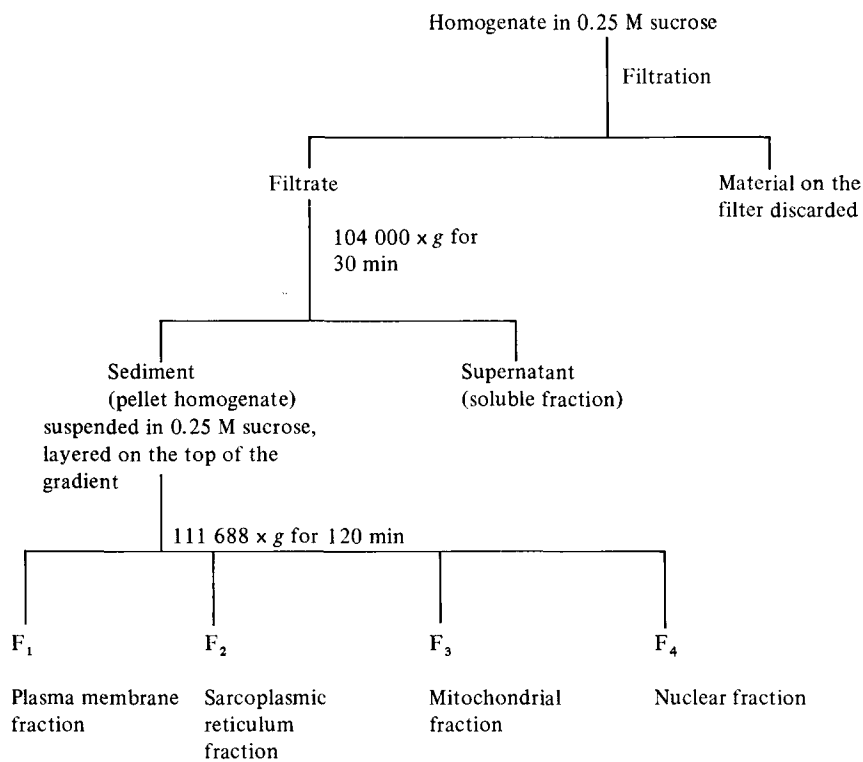 Homogenate in 0.25 M sucrose
Filtration
Filtrate
Material on the
filter discarded
104 000 x g for
30 min
Sediment
(pellet homogenate)
suspended in 0.25 M sucrose,
layered on the top of the
gradient
Supernatant
(soluble fraction)
111 688 x g for 120 min
F₁
F₂
F₃
F₄
Plasma membrane
fraction
Sarcoplasmic
reticulum
fraction
Mitochondrial
fraction
Nuclear fraction